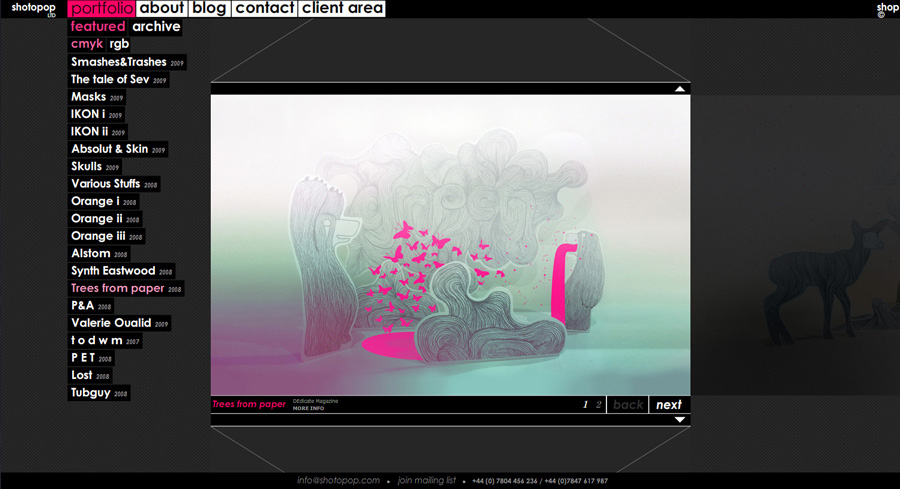 shotopop
LTD
portfolio about blog contact client area
shop
©
featured archive
cmyk rgb
Smashes&Trashes 2009
The tale of Sev 2009
Masks 2009
IKON i 2009
IKON ii 2009
Absolut & Skin 2009
Skulls 2009
Various Stuffs 2008
Orange i 2008
Orange ii 2008
Orange iii 2008
Alstom 2008
Synth Eastwood 2008
Trees from paper 2008
P&A 2008
Valerie Oualid 2009
t o d w m 2007
P E T 2008
Lost 2008
Tubguy 2008
Trees from paper
DEdicate Magazine
MORE INFO
1 2 back next
info@shotopop.com • join mailing list • +44 (0) 7804 456 236 / +44 (0)7847 617 987